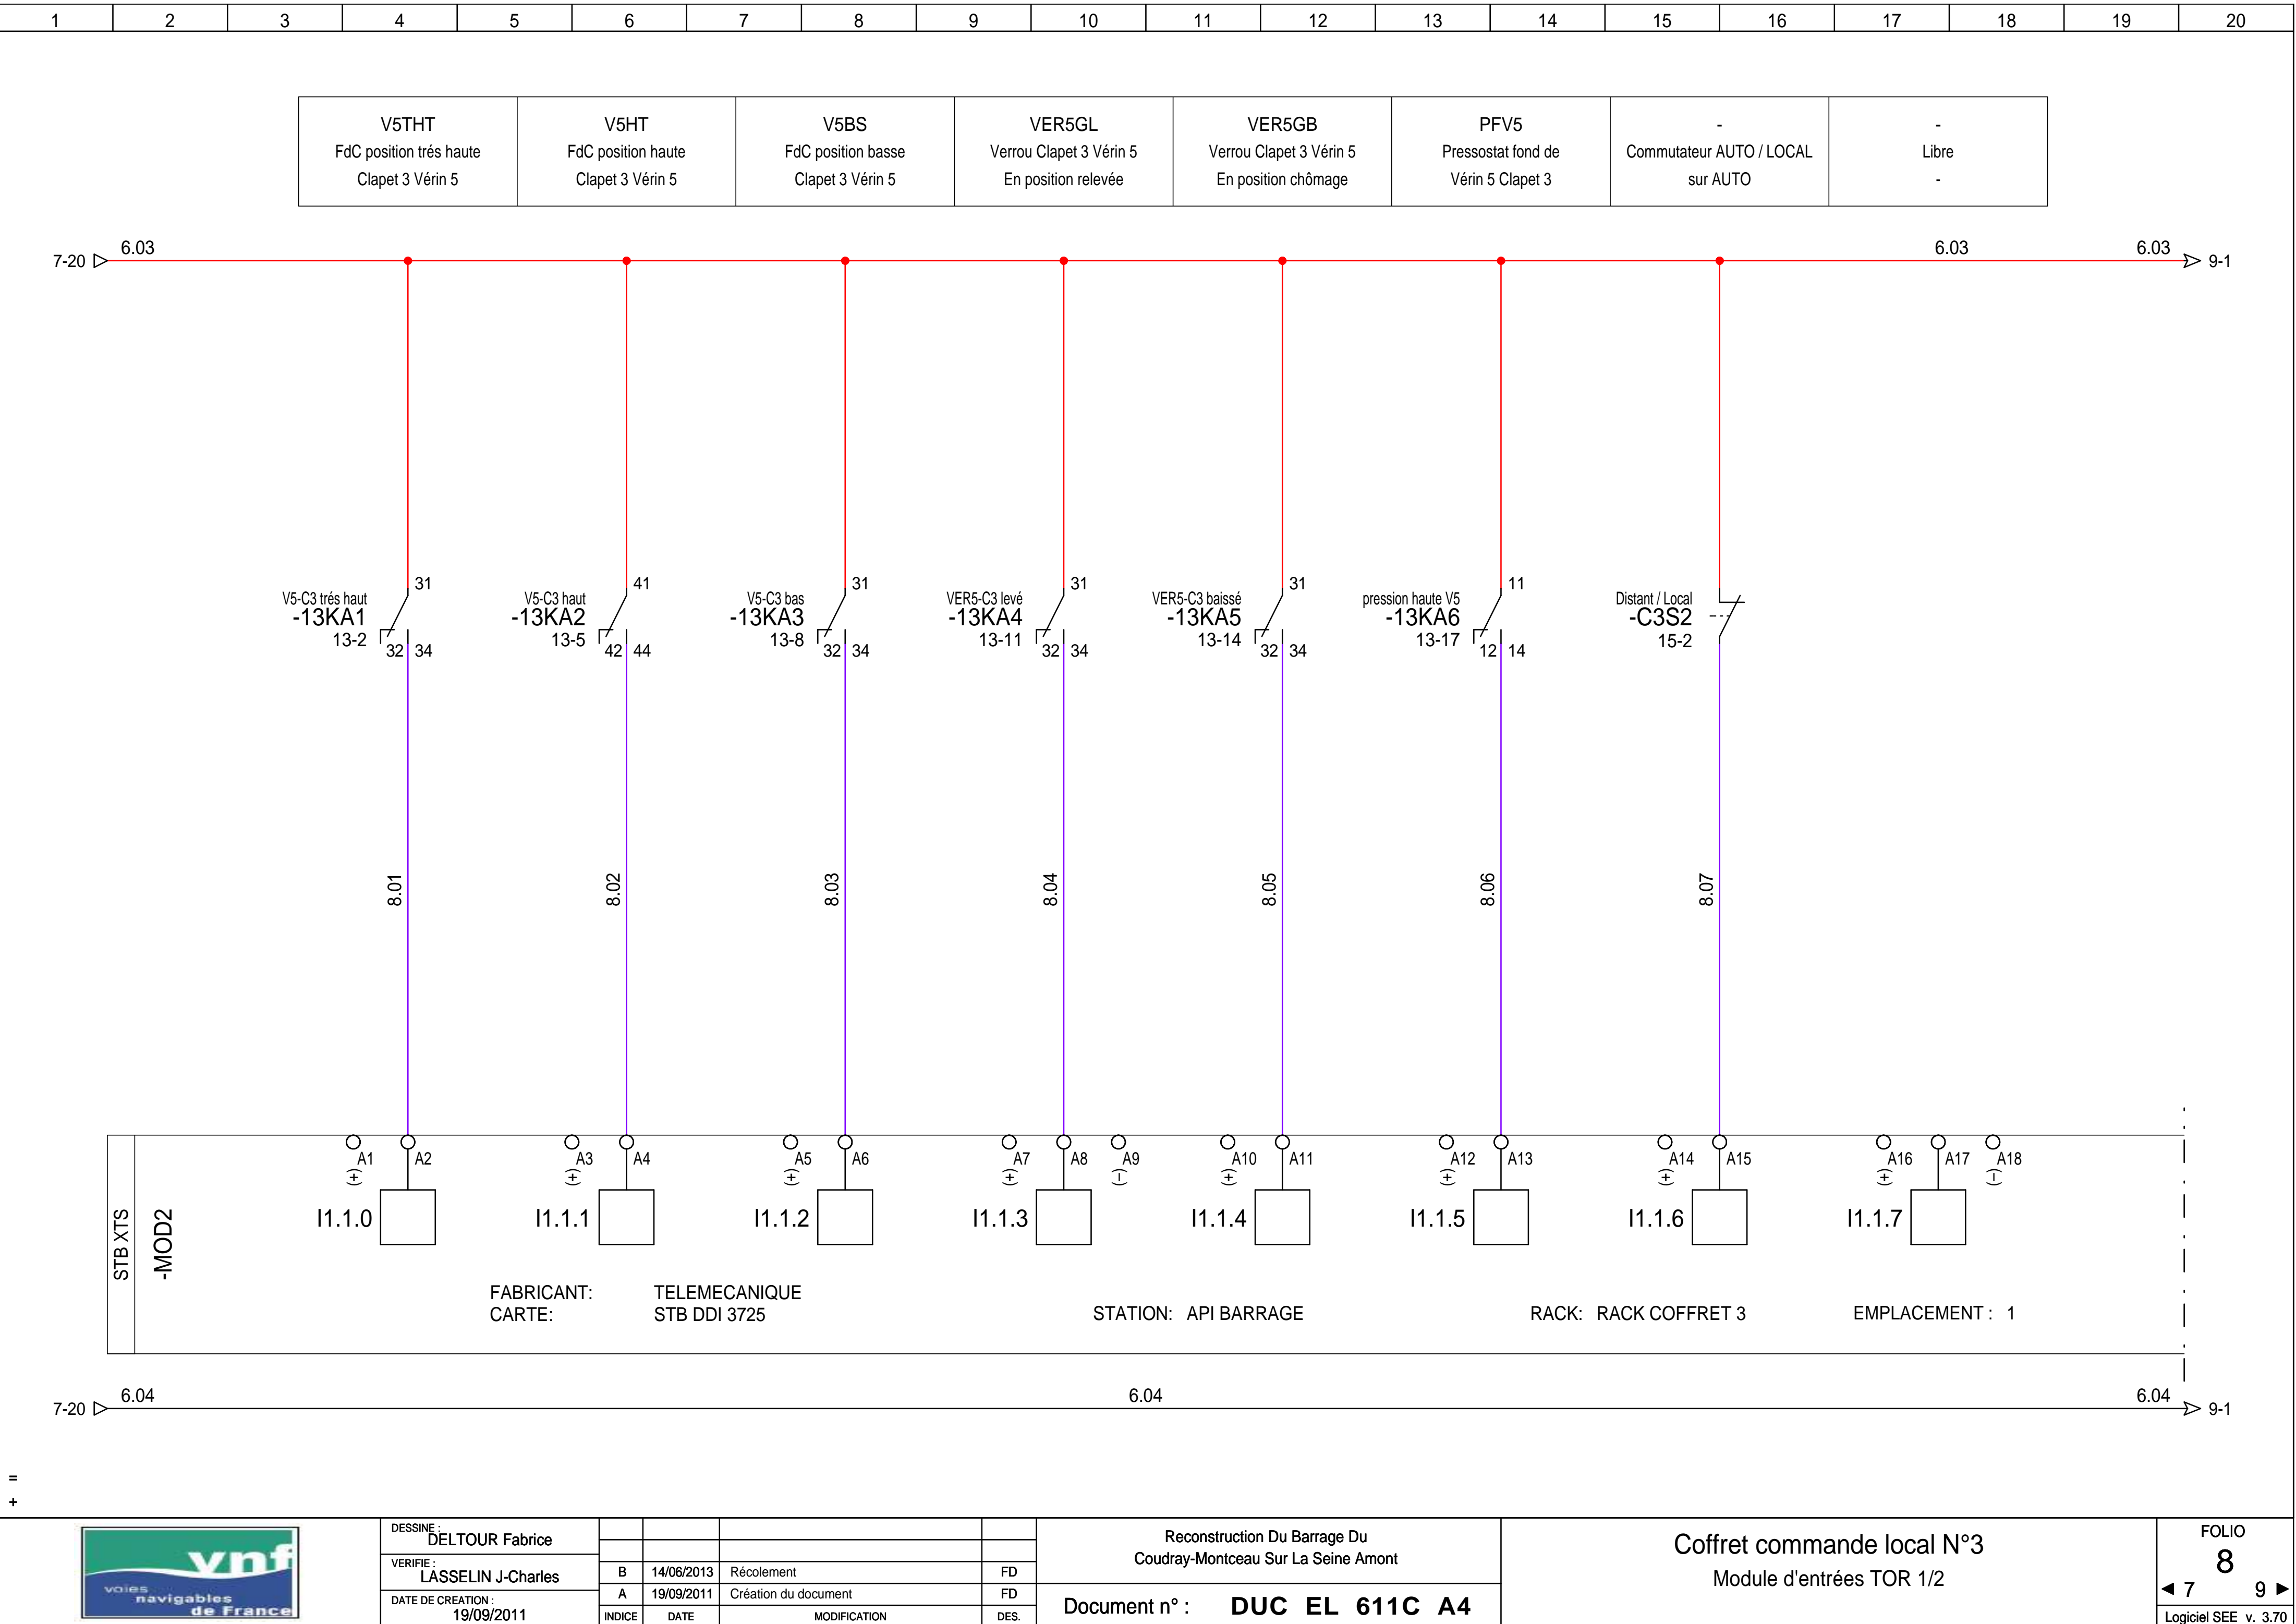 1 2 3 4 5 6 7 8 9 10 11 12 13 14 15 16 17 18 19 20
V5THT
FdC position trés haute
Clapet 3 Vérin 5
V5HT
FdC position haute
Clapet 3 Vérin 5
V5BS
FdC position basse
Clapet 3 Vérin 5
VER5GL
Verrou Clapet 3 Vérin 5
En position relevée
VER5GB
Verrou Clapet 3 Vérin 5
En position chômage
PFV5
Pressostat fond de
Vérin 5 Clapet 3
-
Commutateur AUTO / LOCAL
sur AUTO
-
Libre
-
7-20 6.03 6.03 6.03 9-1
V5-C3 trés haut
-13KA1
13-2
31
32 34
V5-C3 haut
-13KA2
13-5
41
42 44
V5-C3 bas
-13KA3
13-8
31
32 34
VER5-C3 levé
-13KA4
13-11
31
32 34
VER5-C3 baissé
-13KA5
13-14
31
32 34
pression haute V5
-13KA6
13-17
11
12 14
Distant / Local
-C3S2
15-2
8.01 8.02 8.03 8.04 8.05 8.06 8.07
A1 A2 A3 A4 A5 A6 A7 A8 A9 A10 A11 A12 A13 A14 A15 A16 A17 A18
(+) (+) (+) (+) (−) (+) (+) (+) (+) (−)
STB XTS
-MOD2
I1.1.0 I1.1.1 I1.1.2 I1.1.3 I1.1.4 I1.1.5 I1.1.6 I1.1.7
FABRICANT: TELEMECANIQUE
CARTE: STB DDI 3725
STATION: API BARRAGE
RACK: RACK COFFRET 3
EMPLACEMENT : 1
7-20 6.04 6.04 6.04 9-1
=
+
vnf
voies
navigables
de France
DESSINE :
DELTOUR Fabrice
VERIFIE :
LASSELIN J-Charles
DATE DE CREATION :
19/09/2011
B 14/06/2013 Récolement FD
A 19/09/2011 Création du document FD
INDICE DATE MODIFICATION DES.
Reconstruction Du Barrage Du
Coudray-Montceau Sur La Seine Amont
Document n° : DUC EL 611C A4
Coffret commande local N°3
Module d'entrées TOR 1/2
FOLIO
8
◄ 7 9 ►
Logiciel SEE v. 3.70